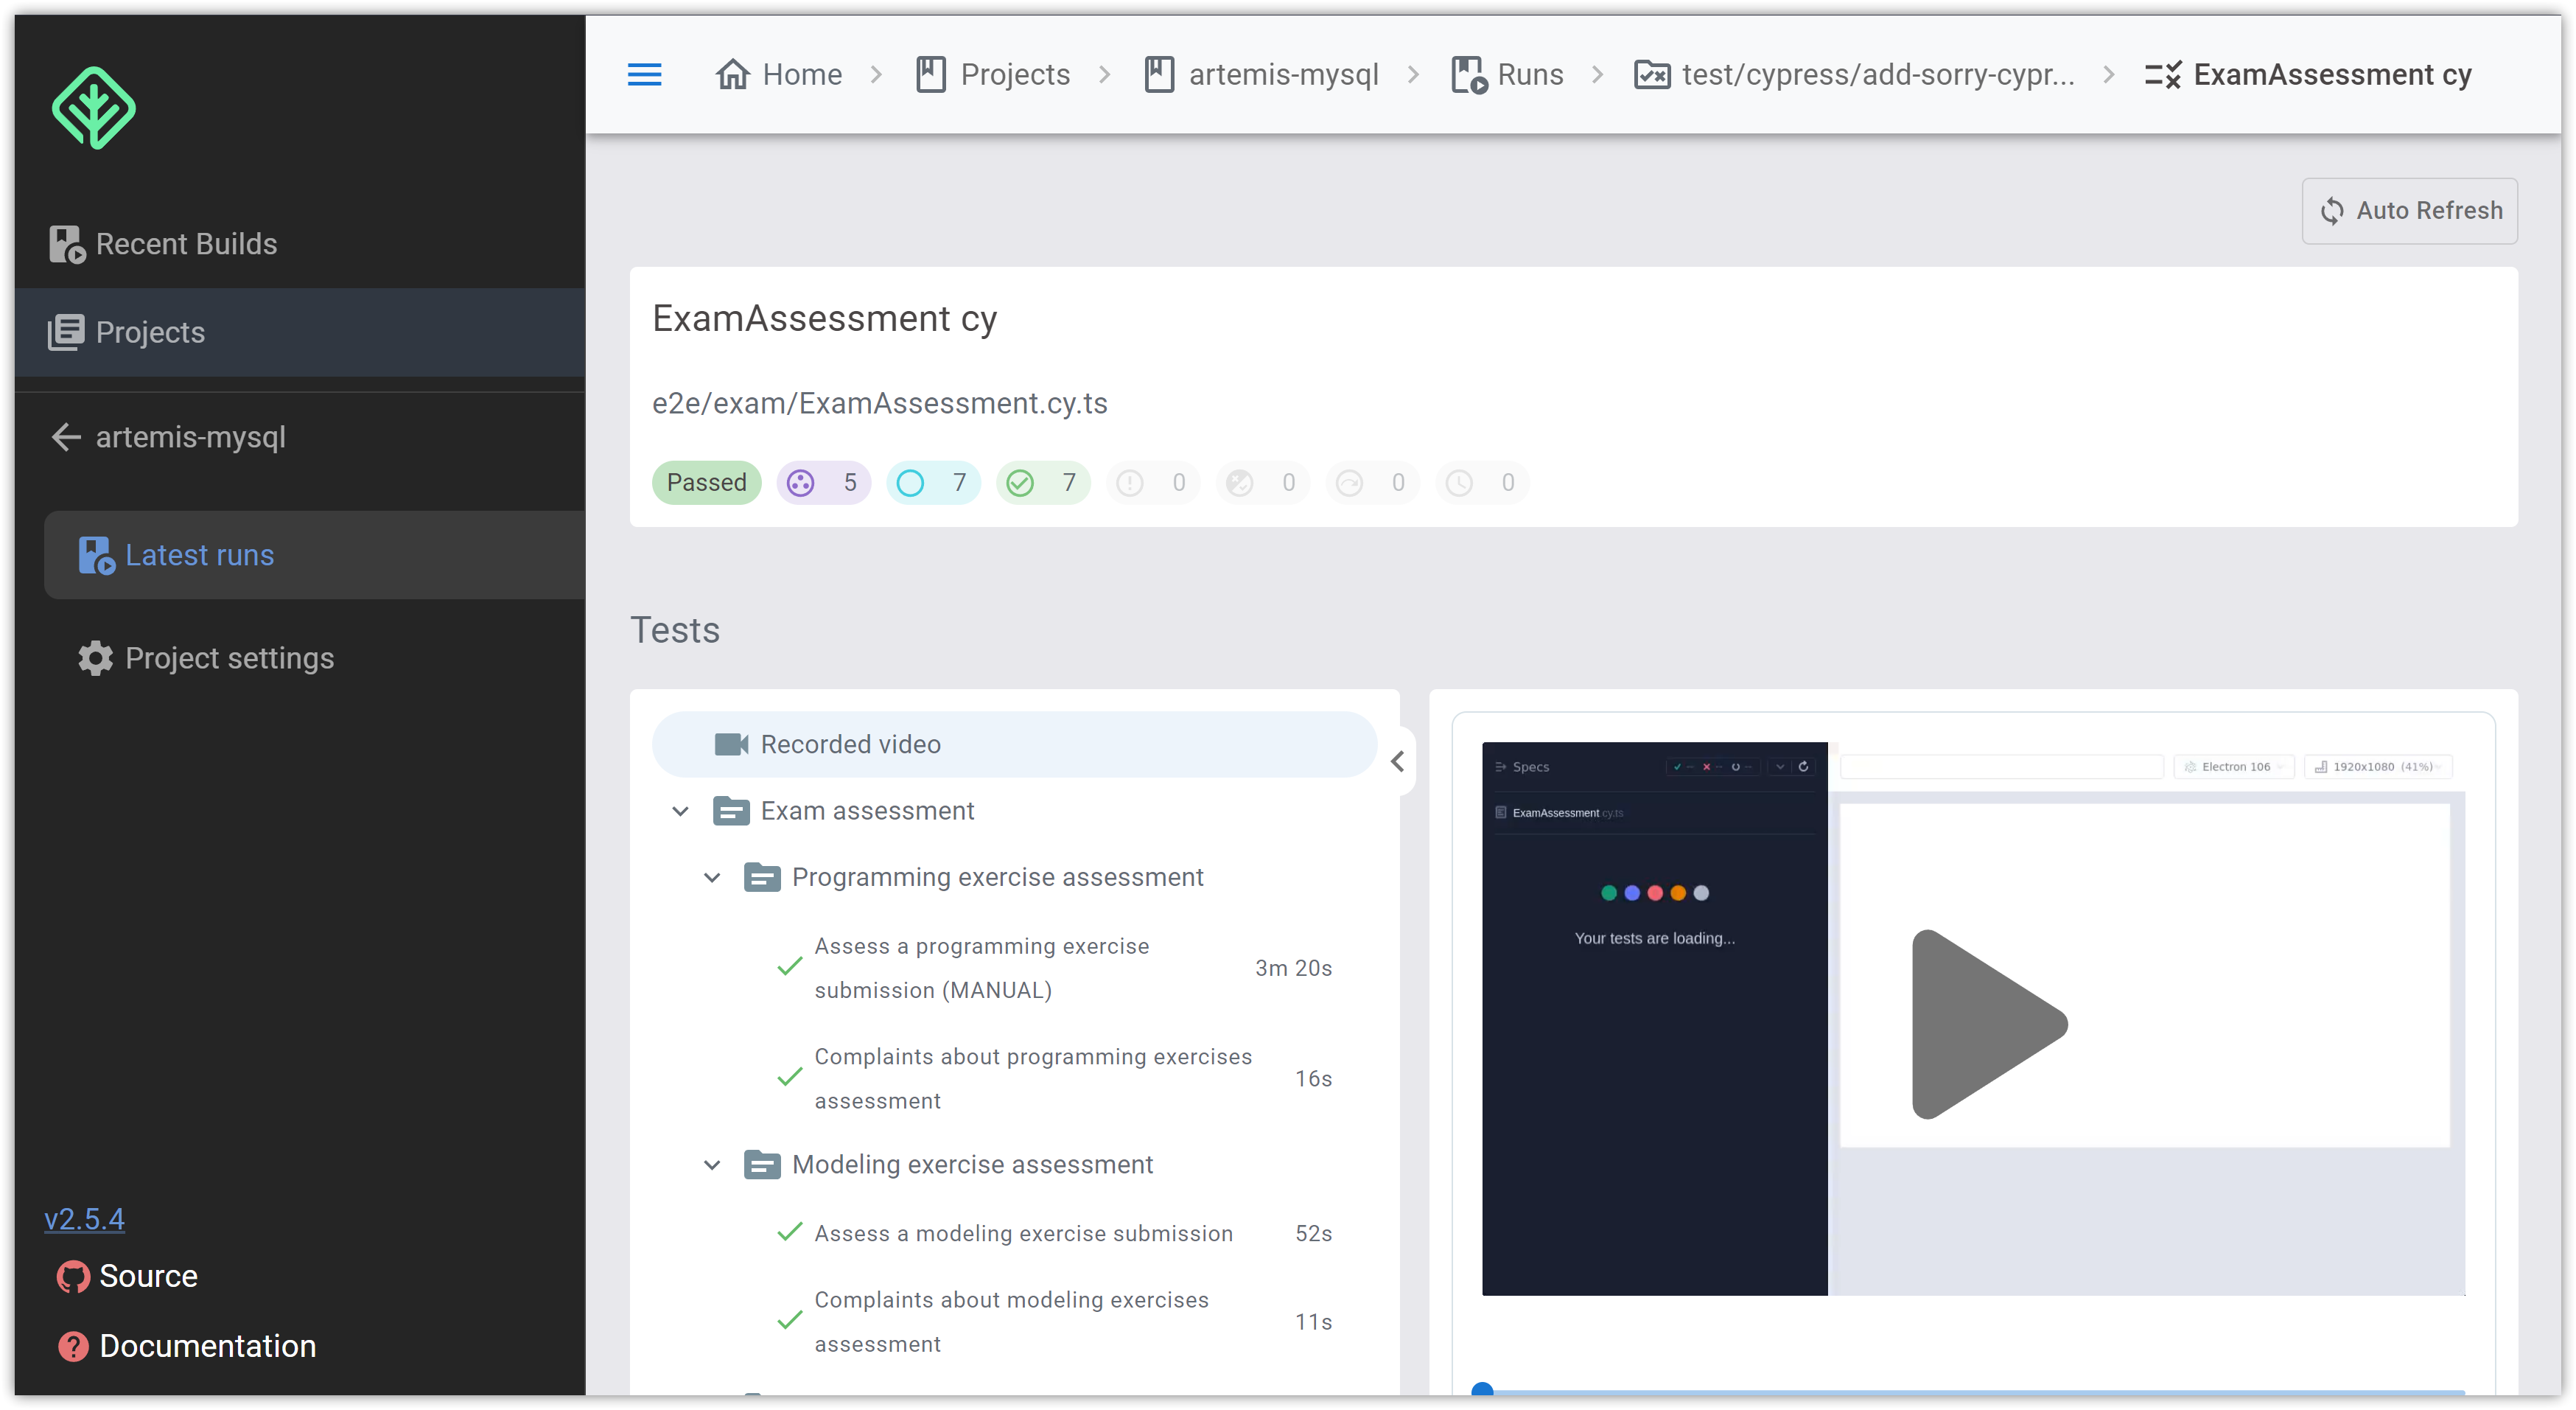 Recent Builds
Projects
artemis-mysql
Latest runs
Project settings
v2.5.4
Source
Documentation
Home
Projects
artemis-mysql
Runs
test/cypress/add-sorry-cypr...
ExamAssessment cy
Auto Refresh
ExamAssessment cy
e2e/exam/ExamAssessment.cy.ts
Passed
5
7
7
0
0
0
0
Tests
Recorded video
Exam assessment
Programming exercise assessment
Assess a programming exercise
submission (MANUAL)
3m 20s
Complaints about programming exercises
assessment
16s
Modeling exercise assessment
Assess a modeling exercise submission
52s
Complaints about modeling exercises
assessment
11s
Specs
-- -- --
ExamAssessment.cy.ts
Your tests are loading...
Electron 106
1920x1080 (41%)